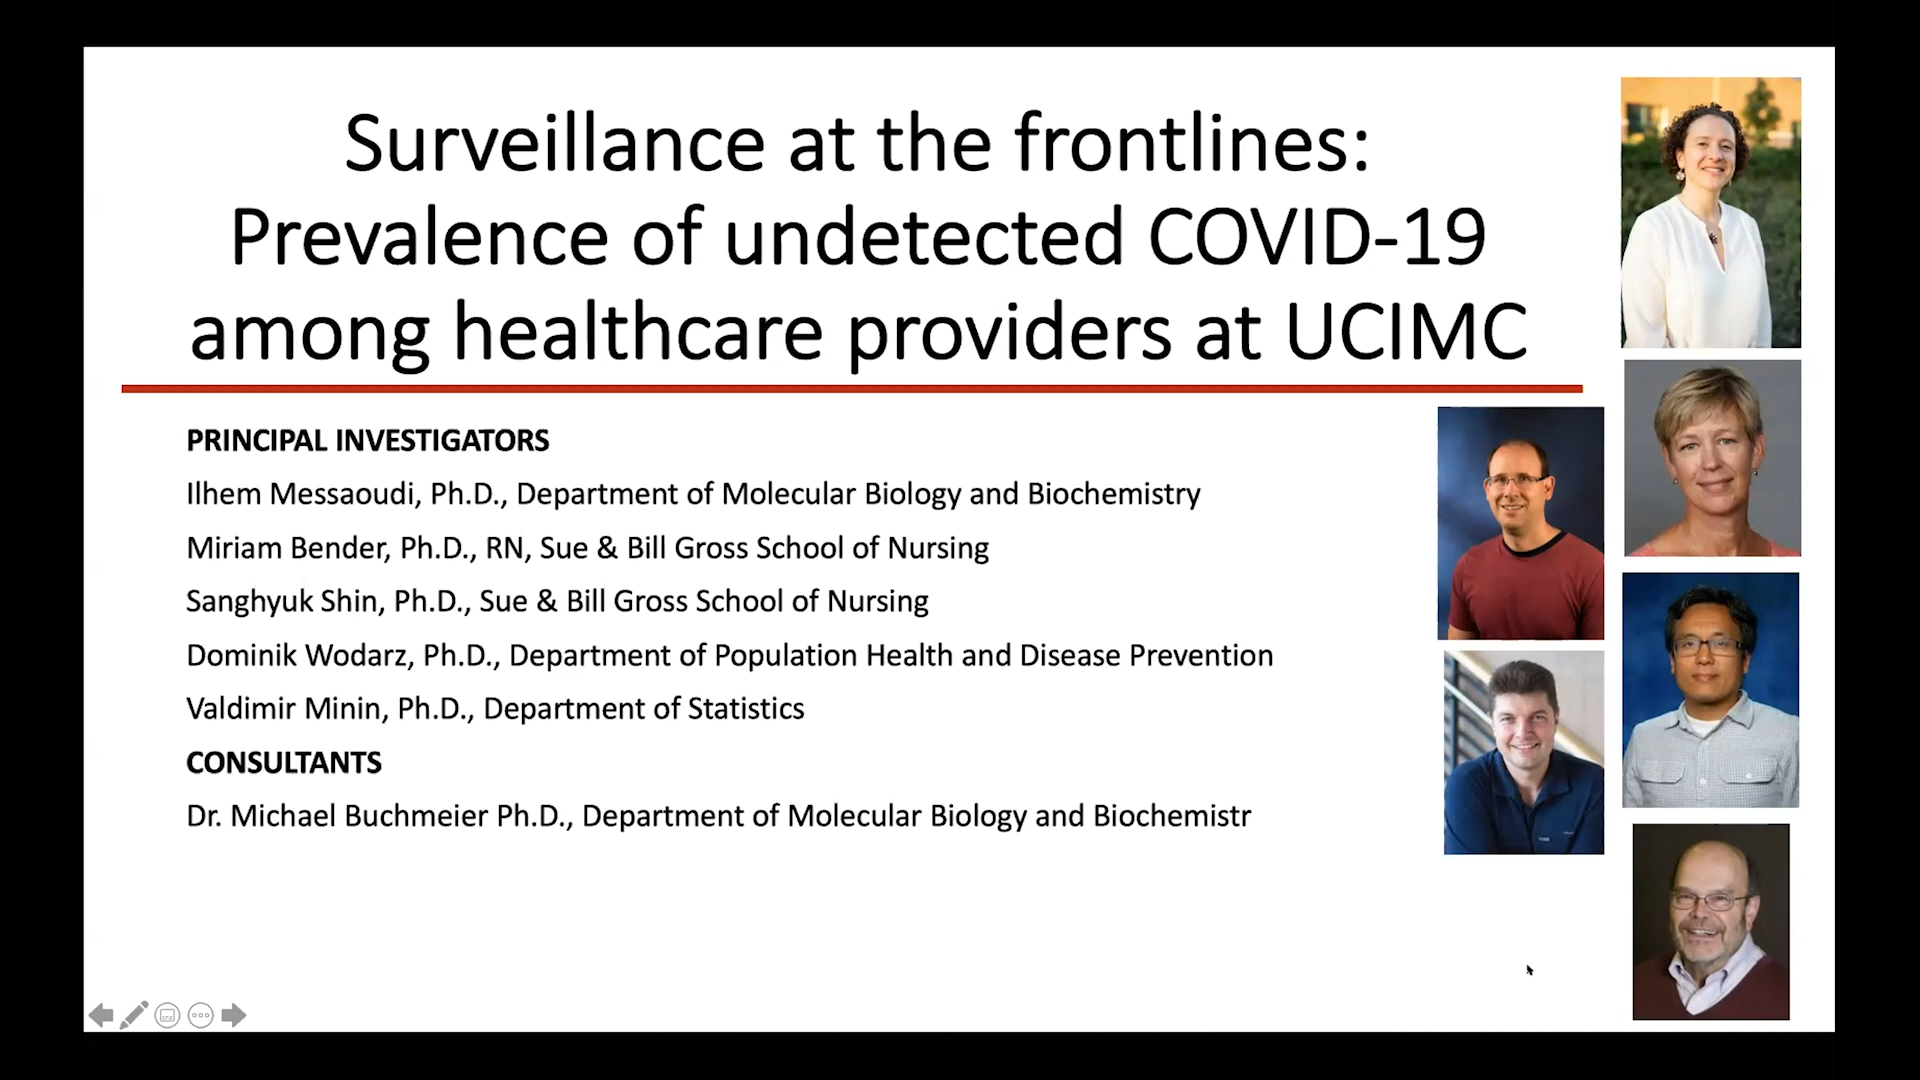 Surveillance at the frontlines:
Prevalence of undetected COVID-19
among healthcare providers at UCIMC
PRINCIPAL INVESTIGATORS
Ilhem Messaoudi, Ph.D., Department of Molecular Biology and Biochemistry
Miriam Bender, Ph.D., RN, Sue & Bill Gross School of Nursing
Sanghyuk Shin, Ph.D., Sue & Bill Gross School of Nursing
Dominik Wodarz, Ph.D., Department of Population Health and Disease Prevention
Valdimir Minin, Ph.D., Department of Statistics
CONSULTANTS
Dr. Michael Buchmeier Ph.D., Department of Molecular Biology and Biochemistr